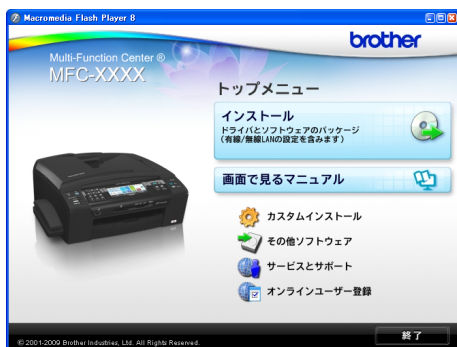 Macromedia Flash Player 8
brother
Multi-Function Center ®
MFC-XXXX
トップメニュー
インストール
ドライバとソフトウェアのパッケージ
(有線/無線LANの設定を含みます)
画面で見るマニュアル
カスタムインストール
その他ソフトウェア
サービスとサポート
オンラインユーザー登録
© 2001-2009 Brother Industries, Ltd. All Rights Reserved.
終了